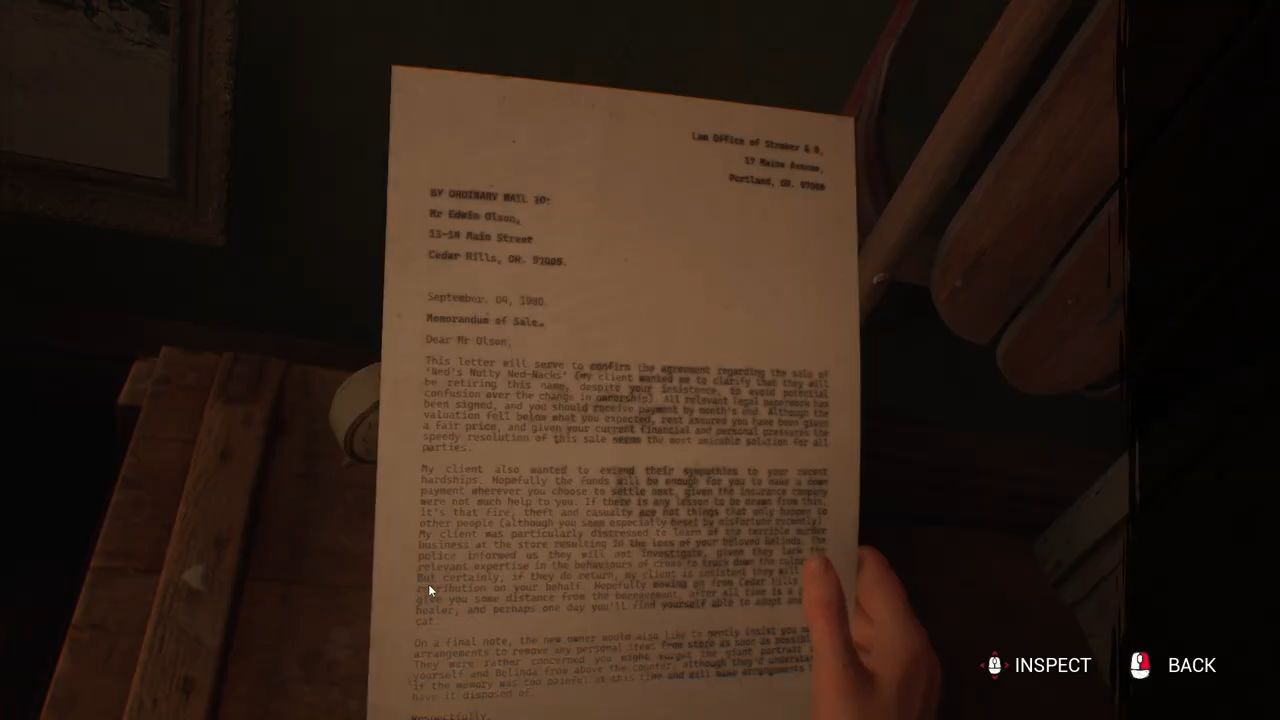 Law Office of Stroker & B,
17 Maine Avenue,
Portland, OR. 97008
BY ORDINARY MAIL TO:
Mr Edwin Olson,
Main Street
Cedar Hills, OR. 97005.
September. 04, 1980.
Memorandum of Sale.
Dear Mr Olson,
This letter will serve to confirm the agreement regarding the sale of
"Ned's Nutty Ned-Nacks" (my client wanted me to clarify that they will
be retiring this name, despite your insistence, to avoid potential
confusion over the change in ownership). All relevant legal paperwork has
been signed, and you should receive payment by month's end. Although the
valuation fell below what you expected, rest assured you have been given
a fair price, and given your current financial and personal pressures the
speedy resolution of this sale seems the most amicable solution for all
parties.
My client also wanted to extend their sympathies to your recent
hardships. Hopefully the funds will be enough for you to make a down
payment wherever you choose to settle next, given the insurance company
were not much help to you. If there is any lesson to be drawn from this,
it's that fire, theft and casualty are not things that only happen to
other people (although you seem especially beset by misfortune recently)
My client was particularly distressed to learn of the terrible murder
business at the store resulting in the loss of your beloved Belinda. The
police informed us they will not investigate, given they lack the
relevant expertise in the behaviours of crows to track down the
But certainly, if they do return, my client is insistent they will
on your behalf. Hopefully moving on from Cedar Hills
give you some distance from the bereavement, after all time is a
healer, and perhaps one day you'll find yourself able to adopt
cat.
On a final note, the new owner would also like to gently insist you
arrangements to remove any personal items from store as soon as
They were rather concerned you might forget the giant portrait
yourself and Belinda from above the counter, although they'd
if the memory was too painful at this time and will make arrangements
have it disposed of.
Respectfully,
INSPECT
BACK